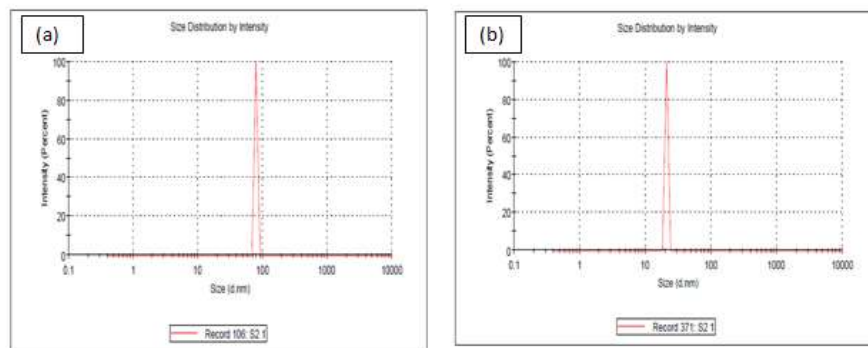 (a)
Size Distribution by Intensity
Intensity (Percent)
100
80
60
40
20
0
0.1 1 10 100 1000 10000
Size (d.nm)
Record 106: S2 1
(b)
Size Distribution by Intensity
Intensity (Percent)
100
80
60
40
20
0
0.1 1 10 100 1000 10000
Size (d.nm)
Record 371: S2 1